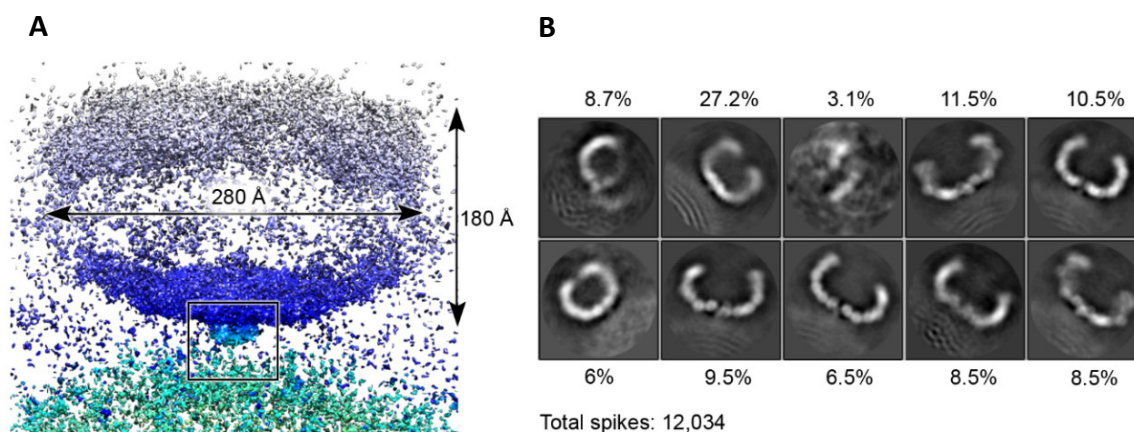 A
B
280 Å
180 Å
8.7% 27.2% 3.1% 11.5% 10.5%
6% 9.5% 6.5% 8.5% 8.5%
Total spikes: 12,034